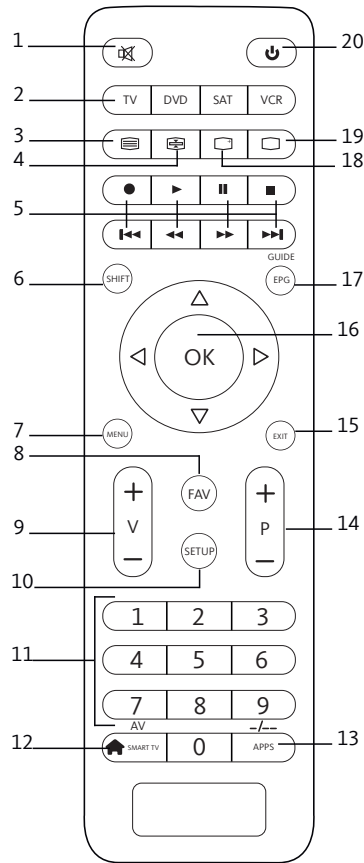 1
20
2
TV DVD SAT VCR
3
19
4
18
5
GUIDE
6
SHIFT
EPG
17
16
OK
7
MENU
EXIT
15
8
FAV
+
+
9
V
P
14
SETUP
–
–
10
1 2 3
11
4 5 6
7 8 9
AV
-/--
12
SMART TV
0
APPS
13